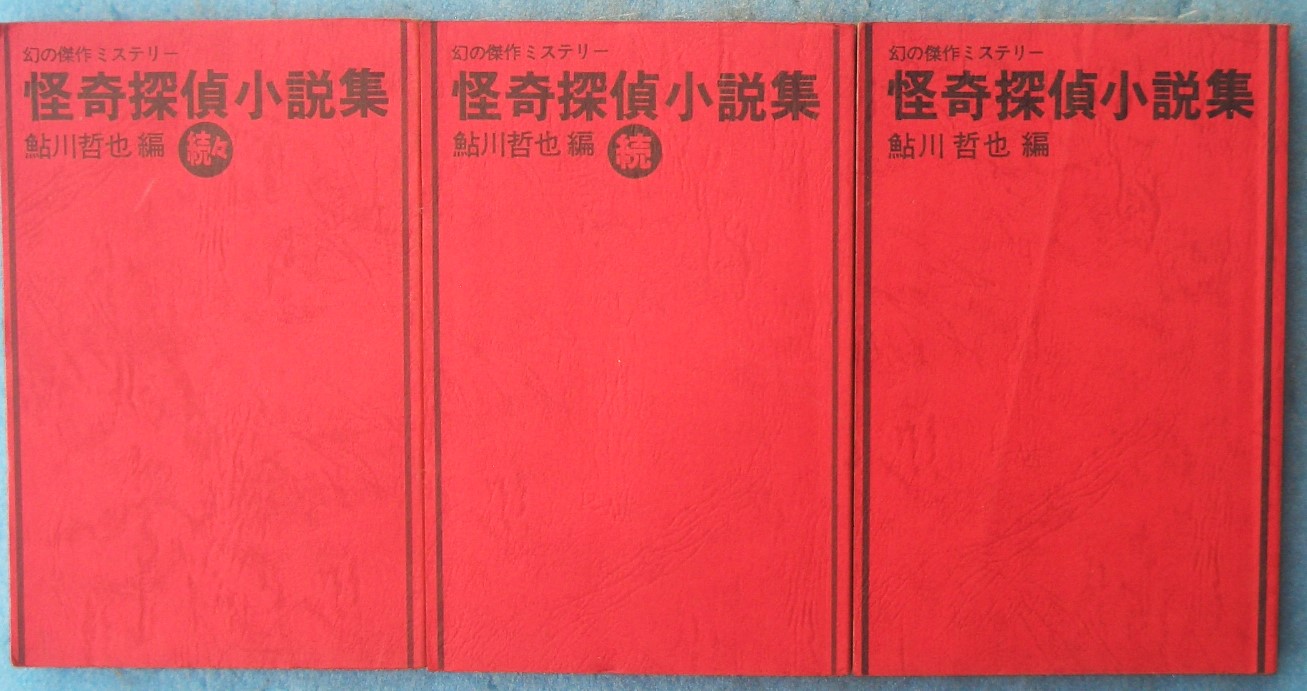 幻の傑作ミステリー
怪奇探偵小説集
鮎川哲也 編 続々
幻の傑作ミステリー
怪奇探偵小説集
鮎川哲也 編 続
幻の傑作ミステリー
怪奇探偵小説集
鮎川哲也 編